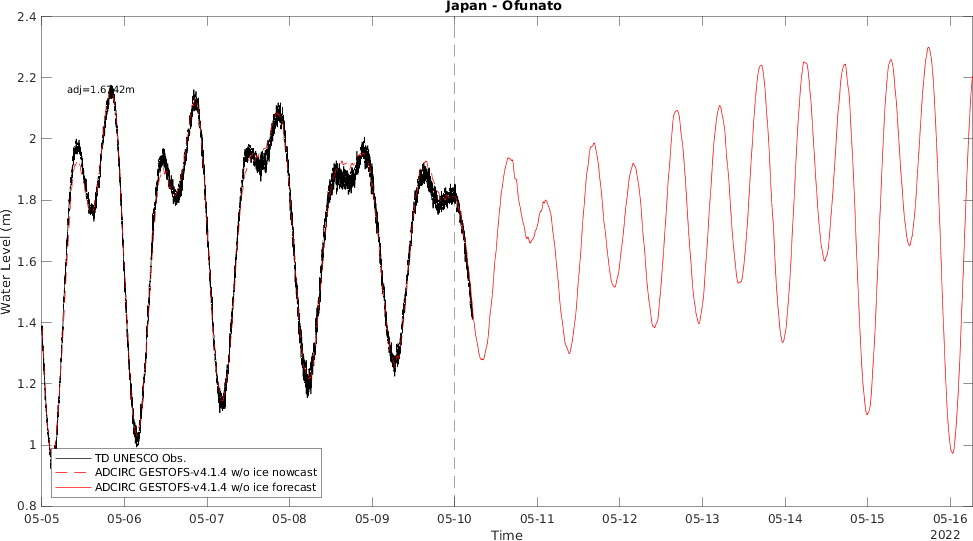 Japan - Ofunato
2.4
2.2
2
1.8
1.6
1.4
1.2
1
0.8
Water Level (m)
TD UNESCO Obs.
ADCIRC GESTOFS-v4.1.4 w/o ice nowcast
ADCIRC GESTOFS-v4.1.4 w/o ice forecast
05-05 05-06 05-07 05-08 05-09 05-10 05-11 05-12 05-13 05-14 05-15 05-16
Time
2022